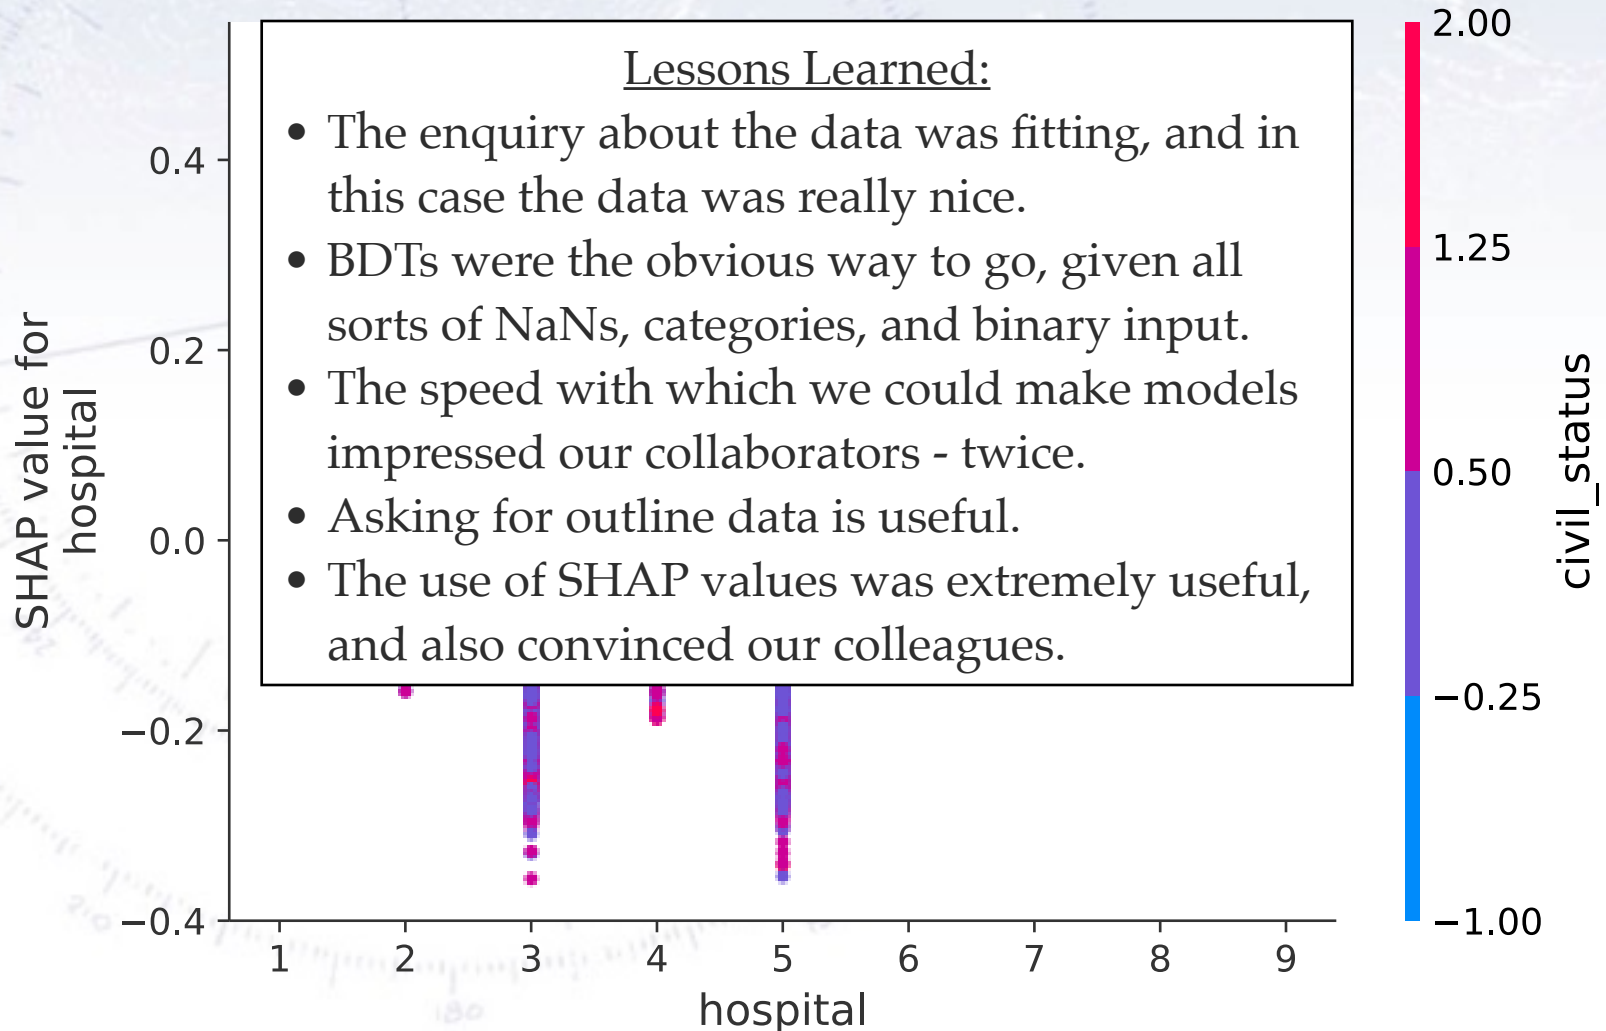 Lessons Learned:
• The enquiry about the data was fitting, and in
this case the data was really nice.
• BDTs were the obvious way to go, given all
sorts of NaNs, categories, and binary input.
• The speed with which we could make models
impressed our collaborators - twice.
• Asking for outline data is useful.
• The use of SHAP values was extremely useful,
and also convinced our colleagues.
SHAP value for
hospital
0.4
0.2
0.0
−0.2
−0.4
1 2 3 4 5 6 7 8 9
hospital
2.00
1.25
0.50
−0.25
−1.00
civil_status
210
180